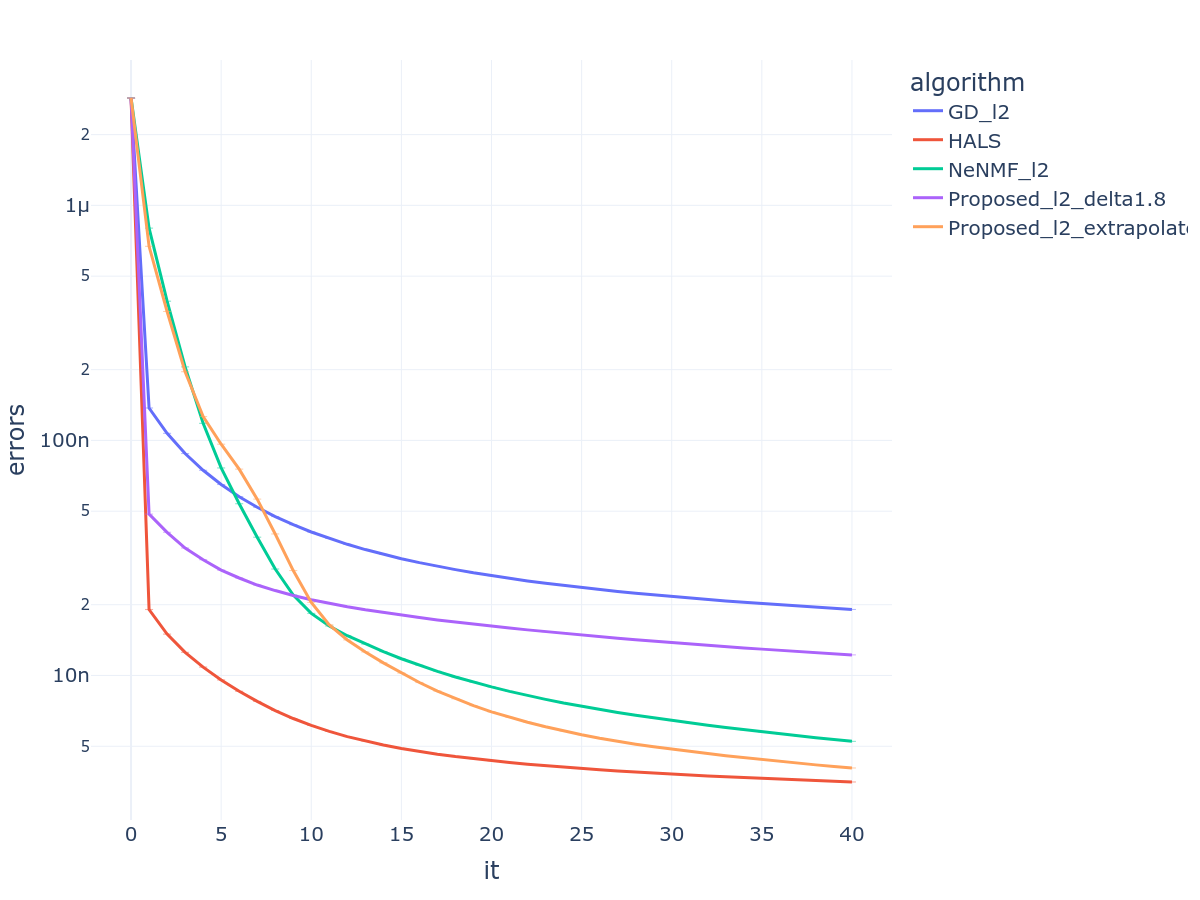 algorithm
GD_l2
HALS
NeNMF_l2
Proposed_l2_delta1.8
Proposed_l2_extrapolat
2
1μ
5
2
100n
5
2
10n
5
errors
0 5 10 15 20 25 30 35 40
it